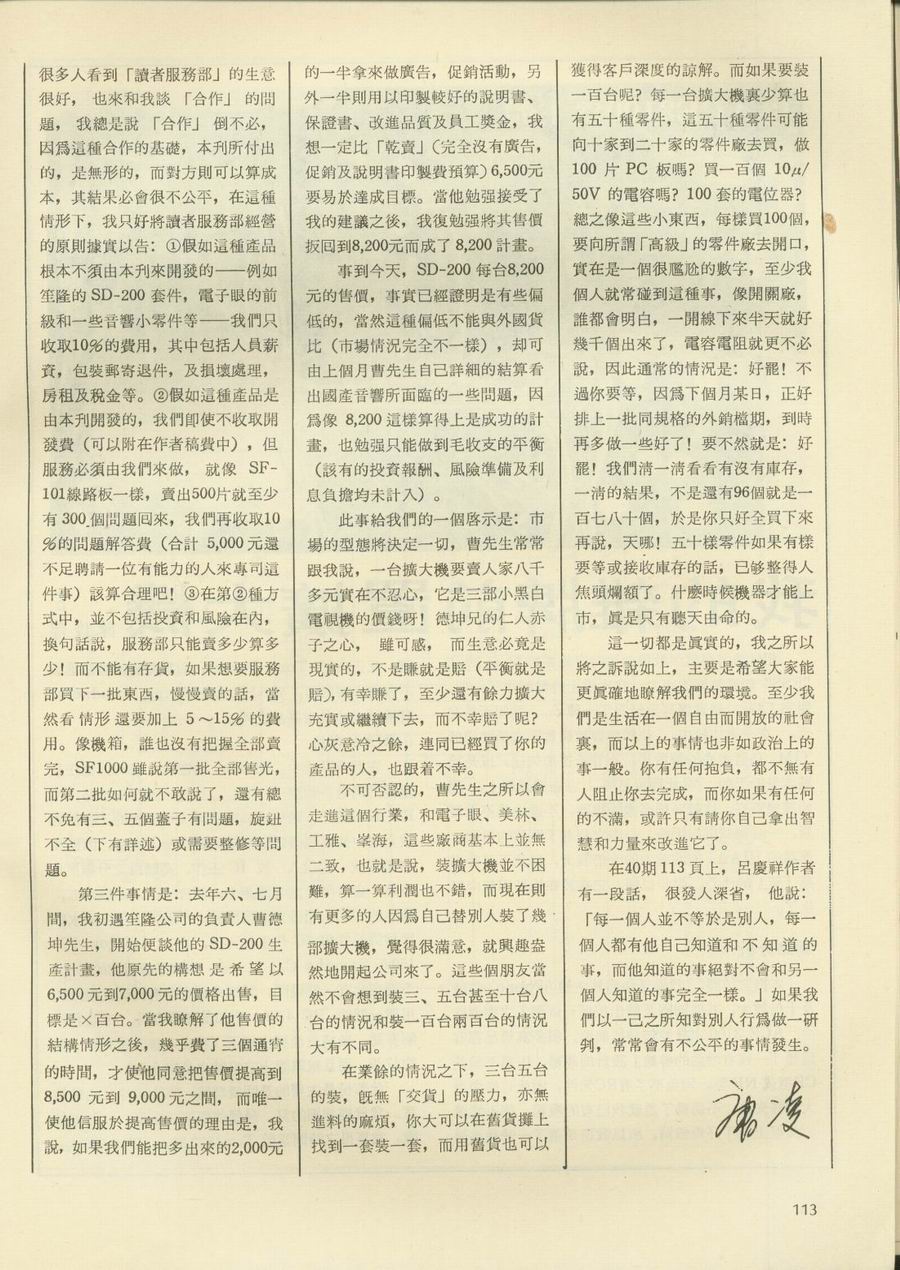 很多人看到「讀者服務部」的生意
很好，也來和我談「合作」的問
題，我總是說「合作」倒不必，
因爲這種合作的基礎，本刋所付出
的，是無形的，而對方則可以算成
本，其結果必會很不公平，在這種
情形下，我只好將讀者服務部經營
的原則據實以告：①假如這種產品
根本不須由本刋來開發的——例如
笙隆的 SD-200 套件，電子眼的前
級和一些音響小零件等——我們只
收取10%的費用，其中包括人員薪
資，包裝郵寄退件，及損壞處理，
房租及稅金等。②假如這種產品是
由本刋開發的，我們卽使不收取開
發費（可以附在作者稿費中），但
服務必須由我們來做，就像 SF-
101線路板一樣，賣出500片就至少
有 300 個問題囘來，我們再收取10
%的問題解答費（合計 5,000 元還
不足聘請一位有能力的人來專司這
件事）該算合理吧！③在第②種方
式中，並不包括投資和風險在內，
換句話說，服務部只能賣多少算多
少！而不能有存貨，如果想要服務
部買下一批東西，慢慢賣的話，當
然看情形還要加上 5～15% 的費
用。像機箱，誰也沒有把握全部賣
完，SF1000 雖說第一批全部售光，
而第二批如何就不敢說了，還有總
不免有三、五個蓋子有問題，旋鈕
不全（下有詳述）或需要整修等問
題。
第三件事情是：去年六、七月
間，我初遇笙隆公司的負責人曹德
坤先生，開始便談他的 SD-200 生
產計畫，他原先的構想是希望以
6,500 元到7,000 元的價格出售，目
標是×百台。當我瞭解了他售價的
結構情形之後，幾乎費了三個通宵
的時間，才使他同意把售價提高到
8,500 元到 9,000 元之間，而唯一
使他信服於提高售價的理由是，我
說，如果我們能把多出來的2,000元
的一半拿來做廣告，促銷活動，另
外一半則用以印製較好的說明書、
保證書、改進品質及員工獎金，我
想一定比「乾賣」（完全沒有廣告，
促銷及說明書印製費預算）6,500元
要易於達成目標。當他勉强接受了
我的建議之後，我復勉强將其售價
扳囘到8,200元而成了 8,200 計畫。
事到今天，SD-200 每台8,200
元的售價，事實已經證明是有些偏
低的，當然這種偏低不能與外國貨
比（市場情況完全不一樣），却可
由上個月曹先生自己詳細的結算看
出國產音響所面臨的一些問題，因
爲像 8,200 這樣算得上是成功的計
畫，也勉强只能做到毛收支的平衡
（該有的投資報酬、風險準備及利
息負擔均未計入）。
此事給我們的一個啓示是：市
場的型態將決定一切，曹先生常常
跟我說，一台擴大機要賣人家八千
多元實在不忍心，它是三部小黑白
電視機的價錢呀！德坤兄的仁人赤
子之心，雖可感，而生意必竟是
現實的，不是賺就是賠（平衡就是
賠），有幸賺了，至少還有餘力擴大
充實或繼續下去，而不幸賠了呢？
心灰意冷之餘，連同已經買了你的
產品的人，也跟着不幸。
不可否認的，曹先生之所以會
走進這個行業，和電子眼、美林、
工雅、峯海，這些廠商基本上並無
二致，也就是說，裝擴大機並不困
難，算一算利潤也不錯，而現在則
有更多的人因爲自己替別人裝了幾
部擴大機，覺得很滿意，就興趣盎
然地開起公司來了。這些個朋友當
然不會想到裝三、五台甚至十台八
台的情況和裝一百台兩百台的情況
大有不同。
在業餘的情況之下，三台五台
的裝，旣無「交貨」的壓力，亦無
進料的麻煩，你大可以在舊貨攤上
找到一套裝一套，而用舊貨也可以
獲得客戶深度的諒解。而如果要裝
一百台呢？每一台擴大機裏少算也
有五十種零件，這五十種零件可能
向十家到二十家的零件廠去買，做
100 片 PC 板嗎？買一百個 10μ/
50V 的電容嗎？100 套的電位器？
總之像這些小東西，每樣買100個，
要向所謂「高級」的零件廠去開口，
實在是一個很尶尬的數字，至少我
個人就常碰到這種事，像開關廠，
誰都會明白，一開線下來半天就好
幾千個出來了，電容電阻就更不必
說，因此通常的情況是：好罷！不
過你要等，因爲下個月某日，正好
排上一批同規格的外銷檔期，到時
再多做一些好了！要不然就是：好
罷！我們淸一淸看看有沒有庫存，
一淸的結果，不是還有96個就是一
百七八十個，於是你只好全買下來
再說，天哪！五十樣零件如果有樣
要等或接收庫存的話，已够整得人
焦頭爛額了。什麼時候機器才能上
市，眞是只有聽天由命的。
這一切都是眞實的，我之所以
將之訴說如上，主要是希望大家能
更眞確地瞭解我們的環境。至少我
們是生活在一個自由而開放的社會
裏，而以上的事情也非如政治上的
事一般。你有任何抱負，都不無有
人阻止你去完成，而你如果有任何
的不滿，或許只有請你自己拿出智
慧和力量來改進它了。
在40期 113 頁上，呂慶祥作者
有一段話，很發人深省，他說：
「每一個人並不等於是別人，每一
個人都有他自己知道和不知道的
事，而他知道的事絕對不會和另一
個人知道的事完全一樣。」如果我
們以一己之所知對別人行爲做一硏
判，常常會有不公平的事情發生。
113